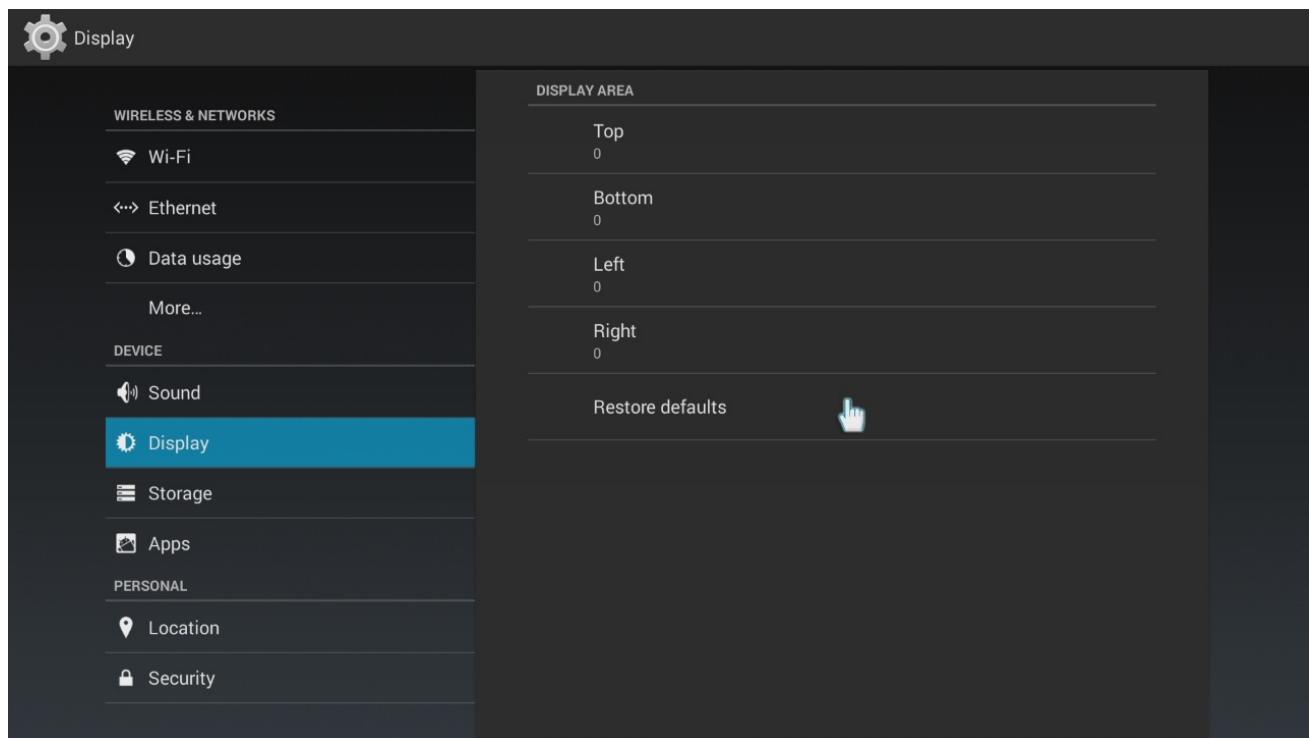 Display
WIRELESS & NETWORKS
Wi-Fi
Ethernet
Data usage
More...
DEVICE
Sound
Display
Storage
Apps
PERSONAL
Location
Security
DISPLAY AREA
Top
0
Bottom
0
Left
0
Right
0
Restore defaults